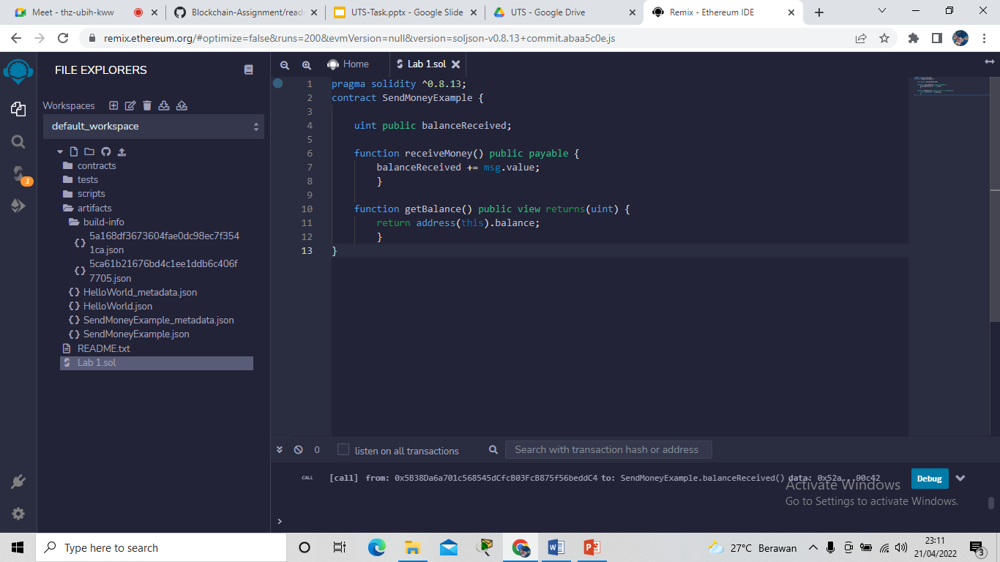 Meet - thz-ubih-kww
Blockchain-Assignment/read
UTS-Task.pptx - Google Slide
UTS - Google Drive
Remix - Ethereum IDE
remix.ethereum.org/#optimize=false&runs=200&evmVersion=null&version=soljson-v0.8.13+commit.abaa5c0e.js
FILE EXPLORERS
Workspaces
default_workspace
contracts
tests
scripts
1
artifacts
build-info
5a168df3673604fae0dc98ec7f354
1ca.json
5ca61b21676bd4c1ee1ddb6c406f
7705.json
HelloWorld_metadata.json
HelloWorld.json
SendMoneyExample_metadata.json
SendMoneyExample.json
README.txt
Lab 1.sol
Home
Lab 1.sol
1 pragma solidity ^0.8.13;
2 contract SendMoneyExample {
3
4 uint public balanceReceived;
5
6 function receiveMoney() public payable {
7 balanceReceived += msg.value;
8 }
9
10 function getBalance() public view returns(uint) {
11 return address(this).balance;
12 }
13 }
0
listen on all transactions
Search with transaction hash or address
CALL [call] from: 0x5B38Da6a701c568545dCfcB03FcB875f56beddC4 to: SendMoneyExample.balanceReceived() data: 0x52a...90c42
Debug
>
Activate Windows
Go to Settings to activate Windows.
Type here to search
27°C Berawan
23:11
21/04/2022
3